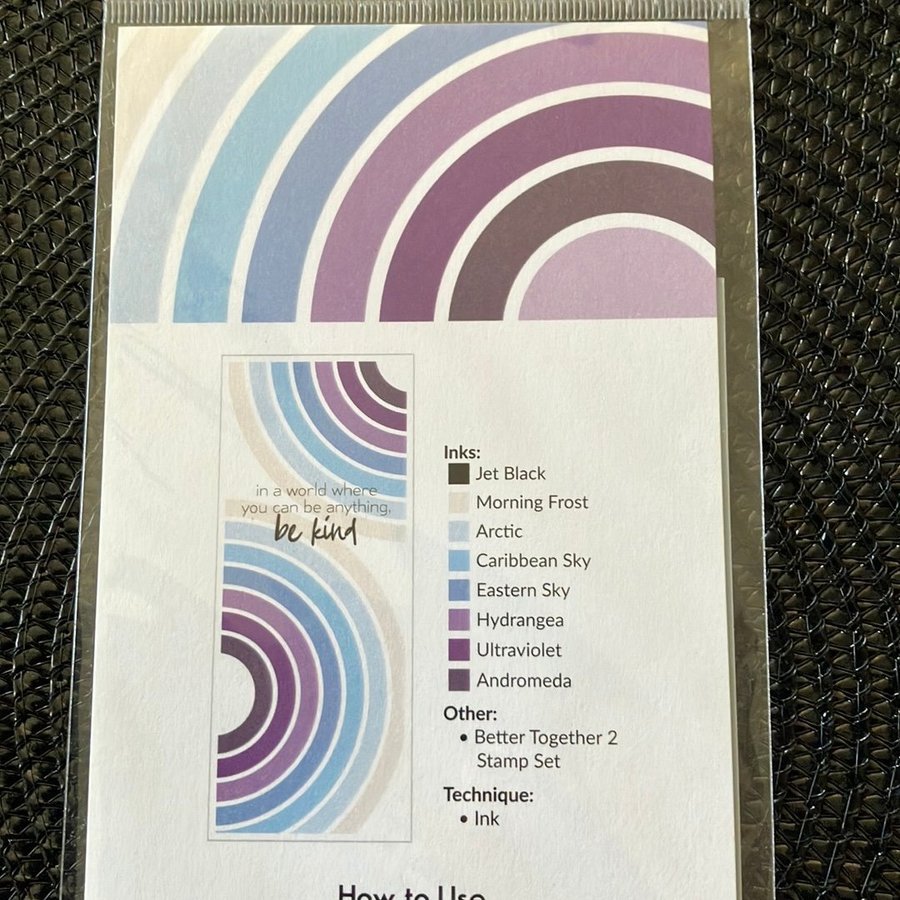 in a world where
you can be anything,
be kind
Inks:
Jet Black
Morning Frost
Arctic
Caribbean Sky
Eastern Sky
Hydrangea
Ultraviolet
Andromeda
Other:
• Better Together 2
Stamp Set
Technique:
• Ink
How to Use